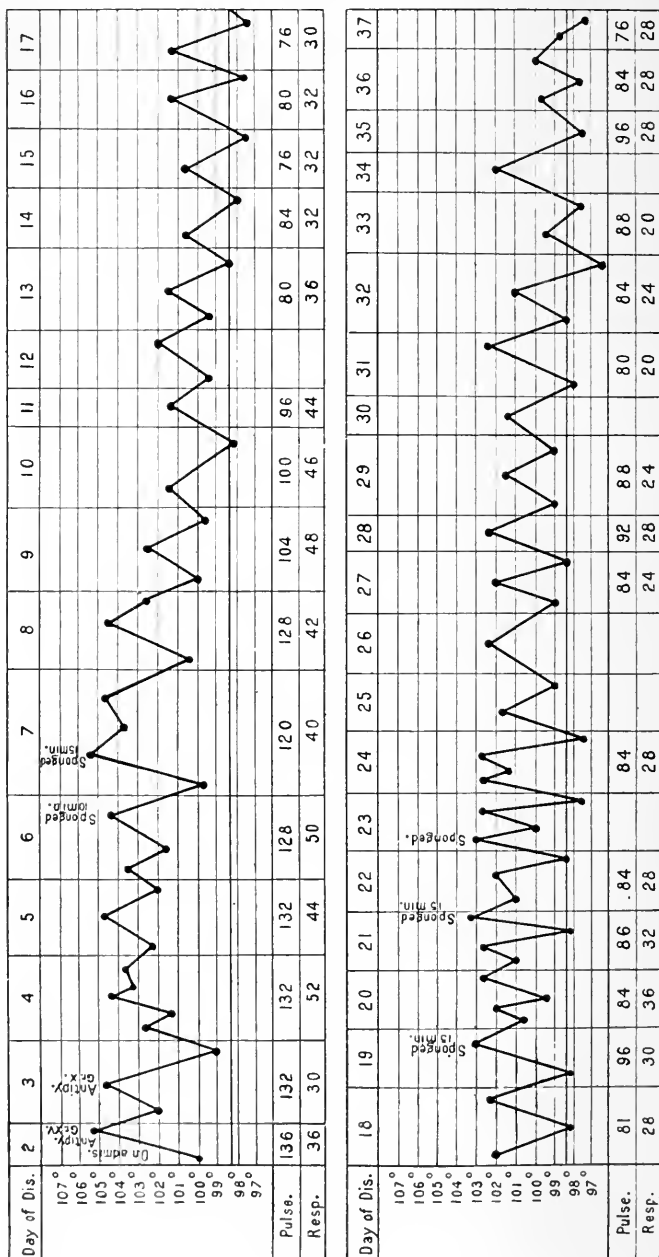 Day of Dis. 2 3 4 5 6 7 8 9 10 11 12 13 14 15 16 17
107°
106°
105°
104°
103°
102°
101°
100°
99°
98°
97°
On admis.
Antipy. Gr.XV.
Antipy. Gr.X.
Sponged 10min.
Sponged 15min.
Pulse. 136 132 132 132 128 120 128 104 100 96 80 84 76 80 76
Resp. 36 30 52 44 50 40 42 48 46 44 36 32 32 32 30
Day of Dis. 18 19 20 21 22 23 24 25 26 27 28 29 30 31 32 33 34 35 36 37
107°
106°
105°
104°
103°
102°
101°
100°
99°
98°
97°
Sponged 15 min.
Sponged 15 min.
Sponged.
Pulse. 81 96 84 86 .84 84 84 92 88 80 84 88 96 84 76
Resp. 28 30 36 32 28 28 24 28 24 20 24 20 28 28 28